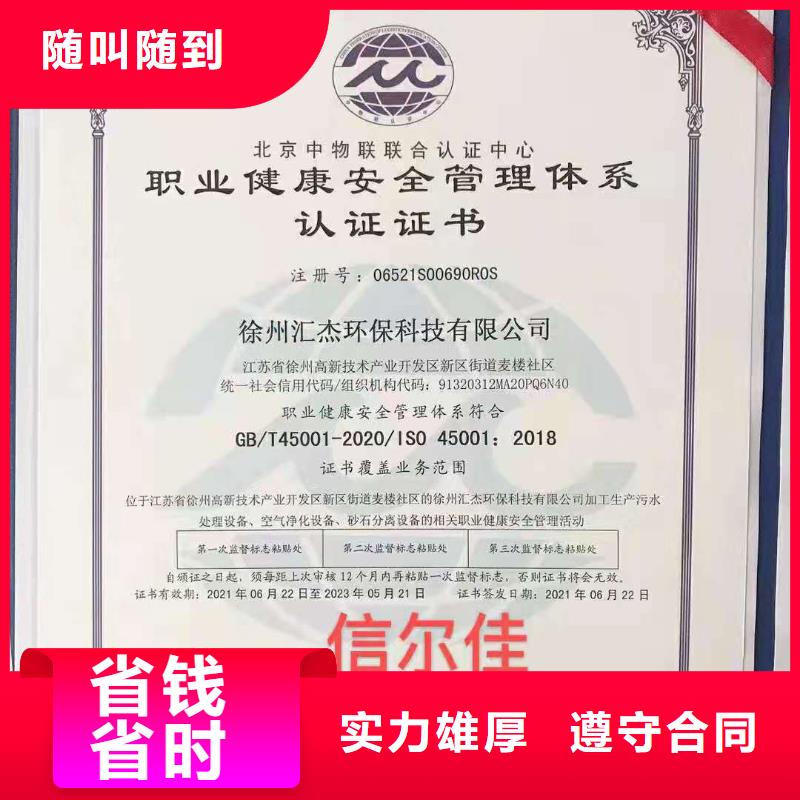 随叫随到
北京中物联联合认证中心
职业健康安全管理体系
认证证书
注册号：06521S00690R0S
徐州汇杰环保科技有限公司
江苏省徐州高新技术产业开发区新区街道麦楼社区
统一社会信用代码/组织机构代码：91320312MA20PQ6N40
职业健康安全管理体系符合
GB/T45001-2020/ISO 45001：2018
证书覆盖业务范围
位于江苏省徐州高新技术产业开发区新区街道麦楼社区的徐州汇杰环保科技有限公司加工生产污水
处理设备、空气净化设备、砂石分离设备的相关职业健康安全管理活动
第一次监督标志粘贴处 第二次监督标志粘贴处 第三次监督标志粘贴处
自颁证之日起，须每距上次审核12个月内再粘贴一次监督标志，否则证书将会无效。
证书有效期：2021年06月22日至2023年05月21日 证书签发日期：2021年06月22日
信尔佳
省钱
省时
实力雄厚 遵守合同